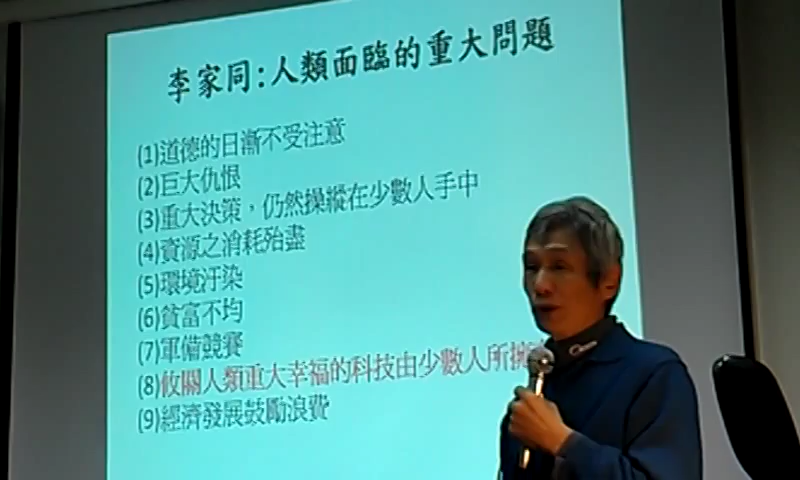 李家同:人類面臨的重大問題
(1)道德的日漸不受注意
(2)巨大仇恨
(3)重大決策，仍然操縱在少數人手中
(4)資源之消耗殆盡
(5)環境汙染
(6)貧富不均
(7)軍備競賽
(8)攸關人類重大幸福的科技由少數人所擁
(9)經濟發展鼓勵浪費